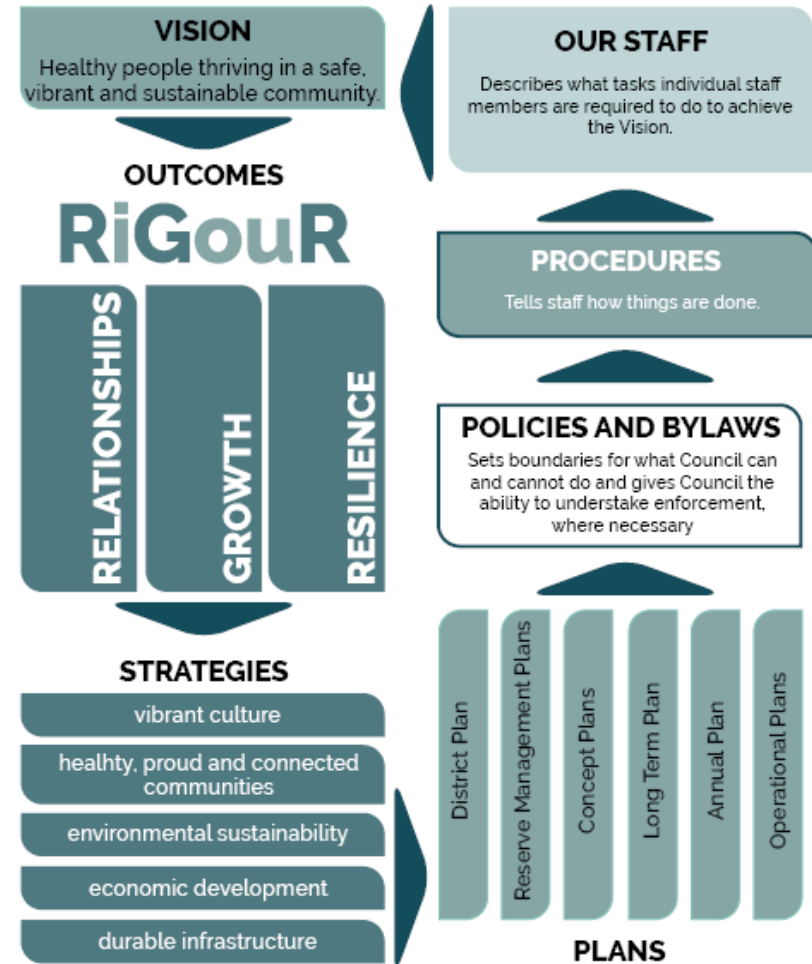 VISION
Healthy people thriving in a safe,
vibrant and sustainable community.
OUTCOMES
RiGouR
RELATIONSHIPS
GROWTH
RESILIENCE
STRATEGIES
vibrant culture
healhty, proud and connected
communities
environmental sustainability
economic development
durable infrastructure
District Plan
Reserve Management Plans
Concept Plans
Long Term Plan
Annual Plan
Operational Plans
PLANS
POLICIES AND BYLAWS
Sets boundaries for what Council can
and cannot do and gives Council the
ability to understake enforcement,
where necessary
PROCEDURES
Tells staff how things are done.
OUR STAFF
Describes what tasks individual staff
members are required to do to achieve
the Vision.